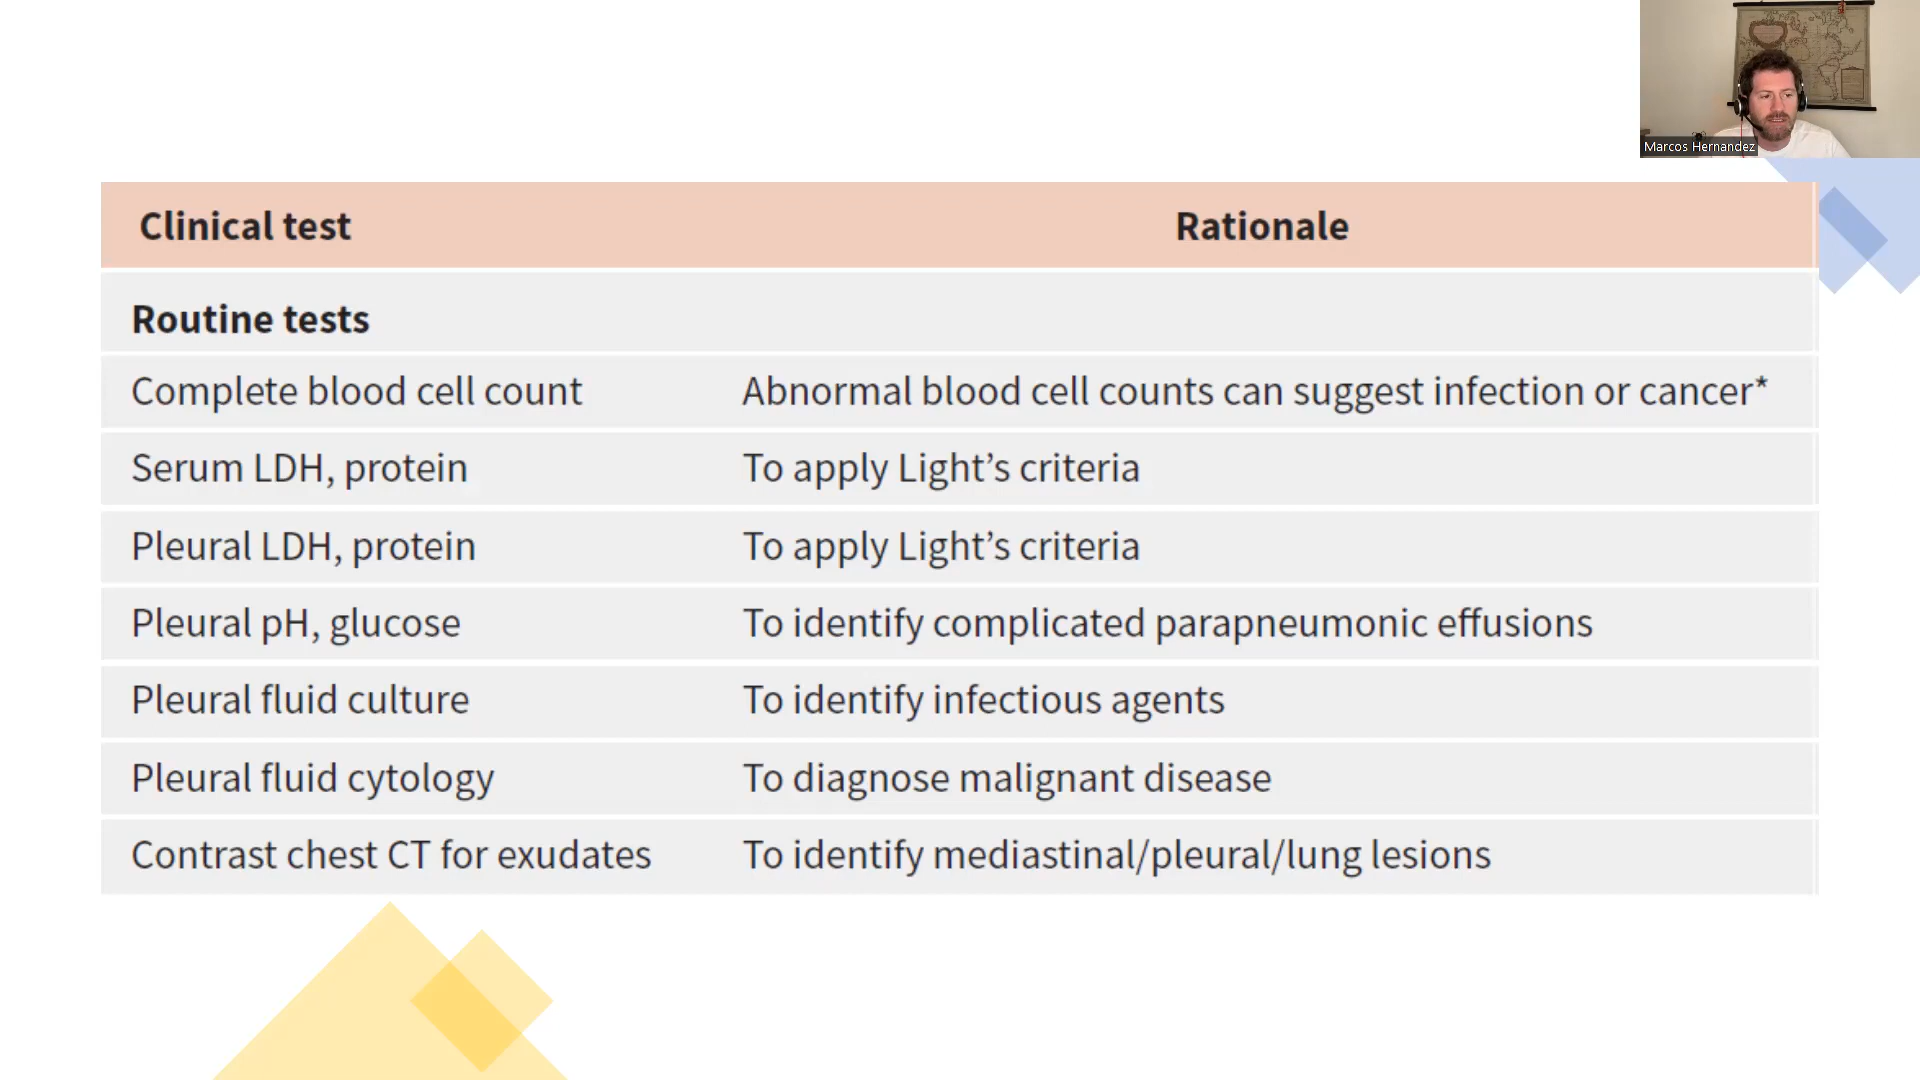 Marcos Hernandez
Clinical test Rationale
Routine tests
Complete blood cell count Abnormal blood cell counts can suggest infection or cancer*
Serum LDH, protein To apply Light’s criteria
Pleural LDH, protein To apply Light’s criteria
Pleural pH, glucose To identify complicated parapneumonic effusions
Pleural fluid culture To identify infectious agents
Pleural fluid cytology To diagnose malignant disease
Contrast chest CT for exudates To identify mediastinal/pleural/lung lesions